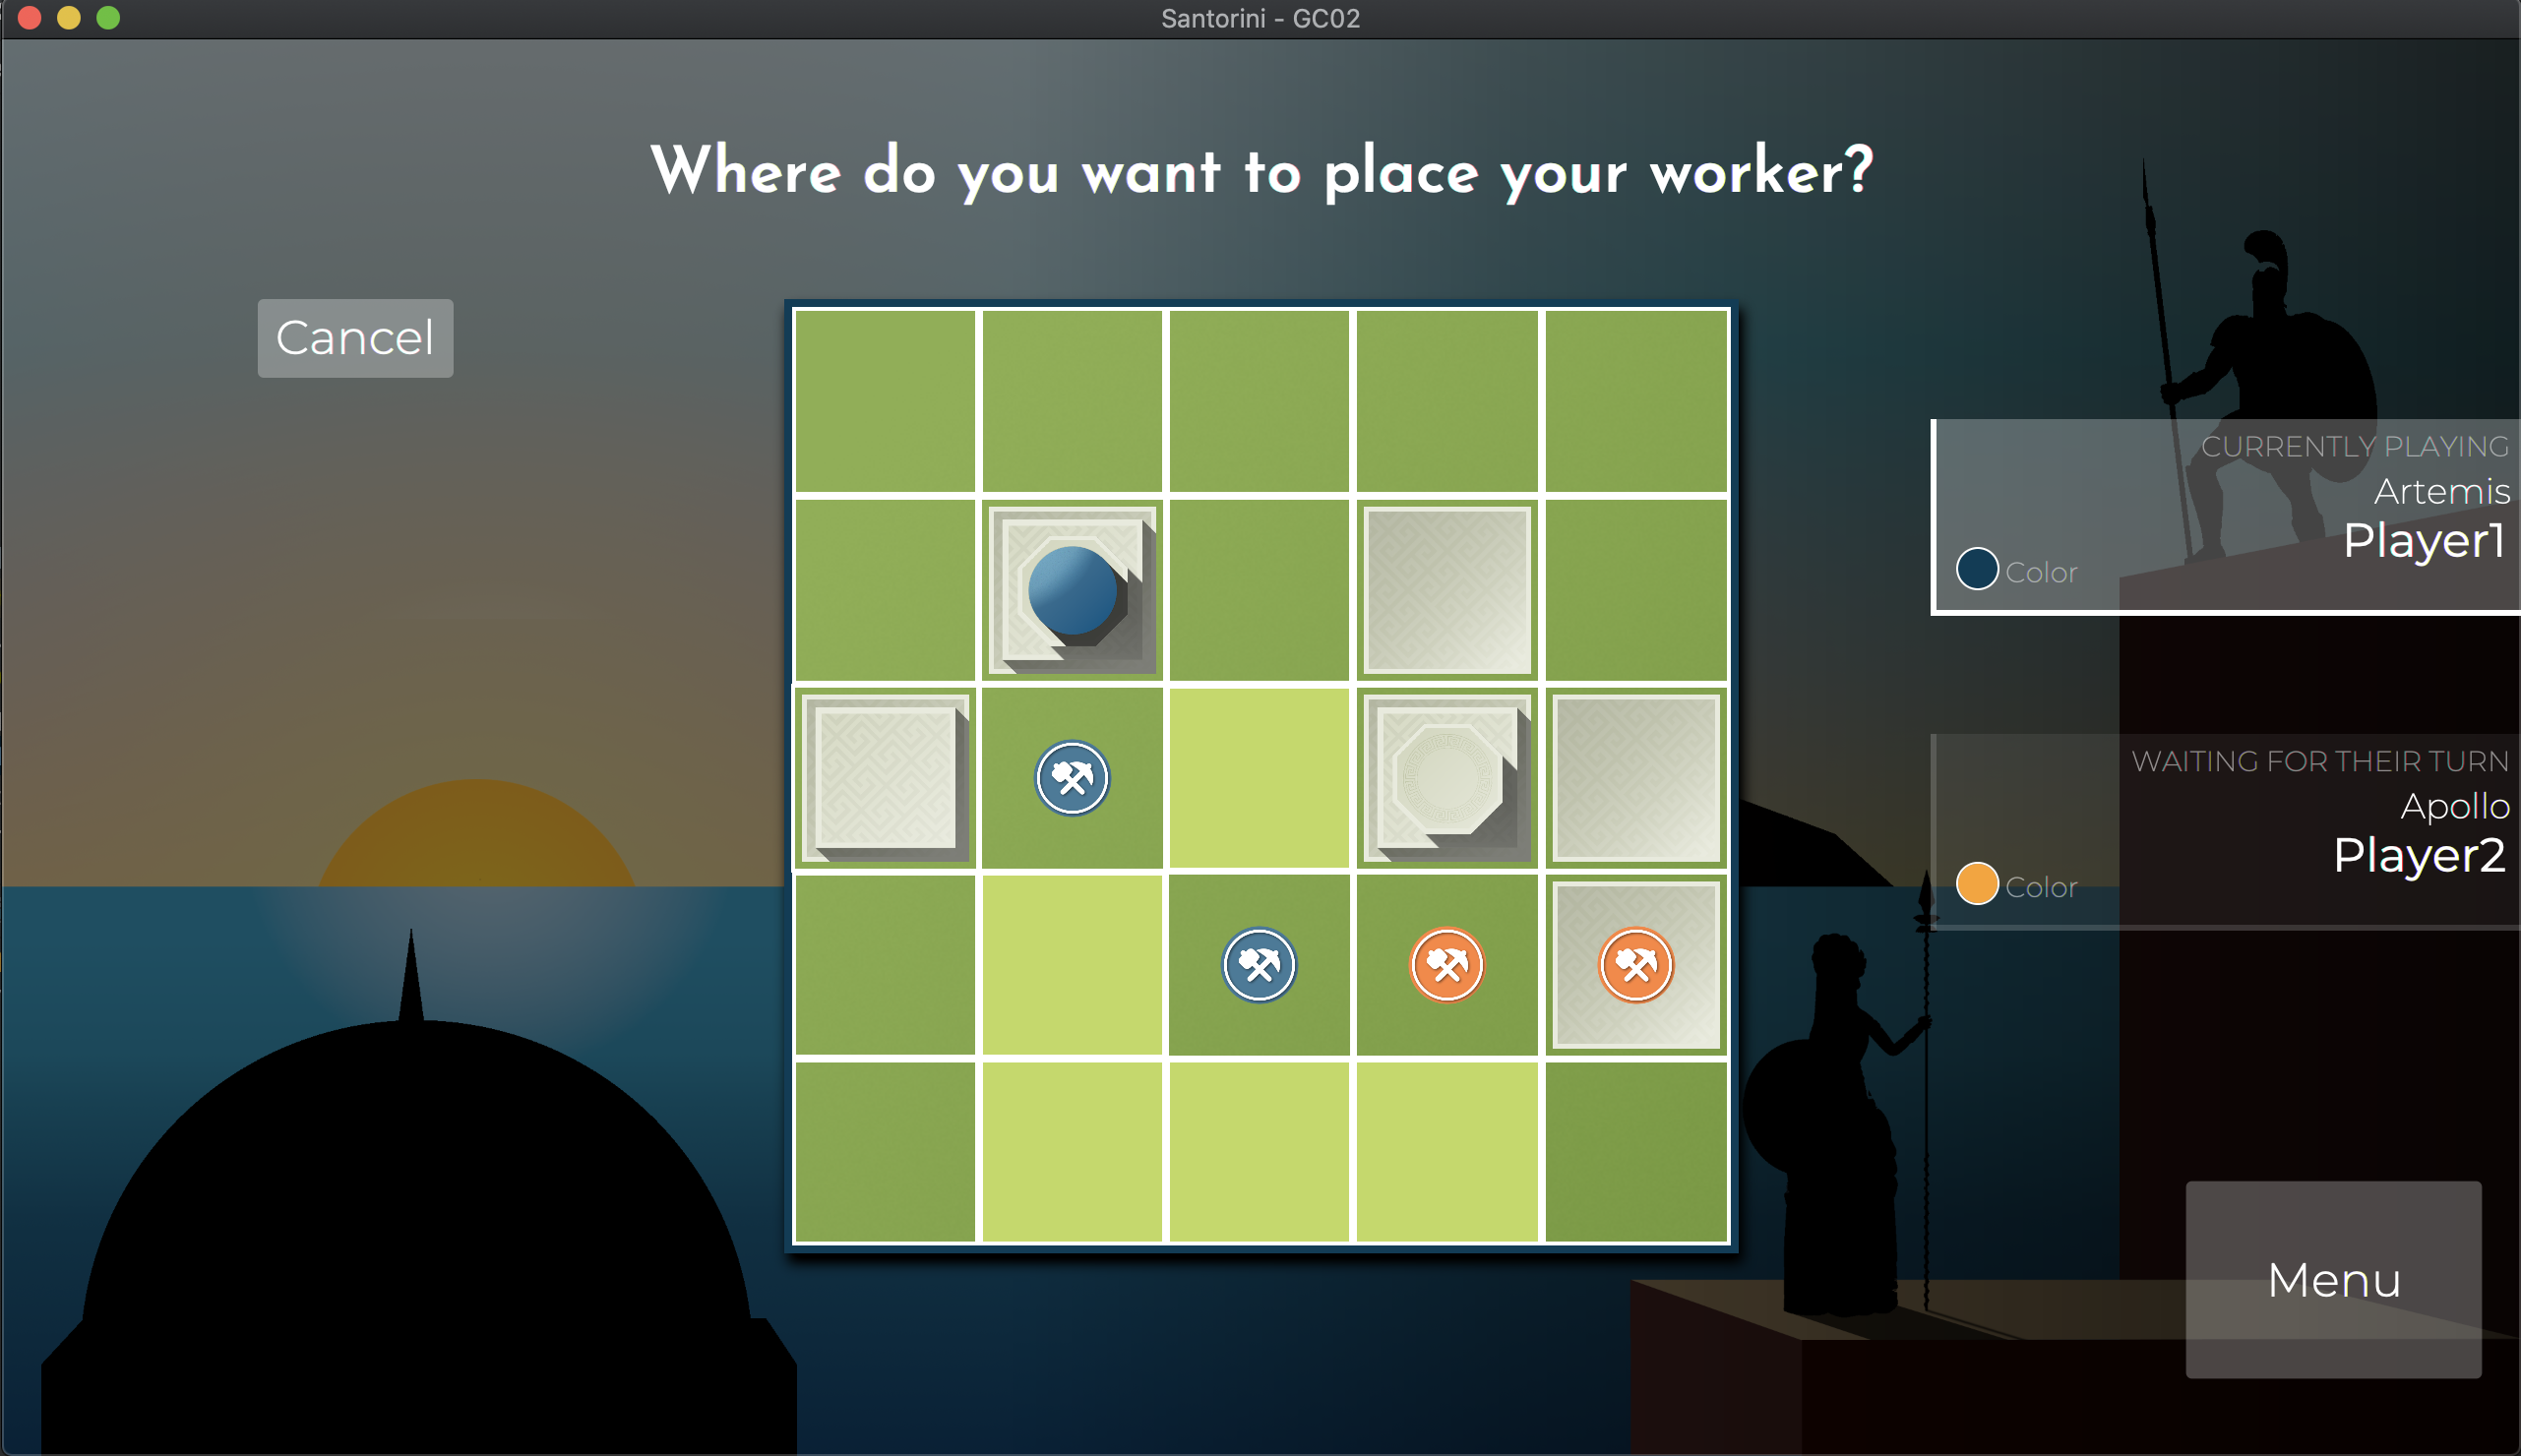 Santorini - GC02
Where do you want to place your worker?
Cancel
CURRENTLY PLAYING
Artemis
Player1
Color
WAITING FOR THEIR TURN
Apollo
Player2
Color
Menu